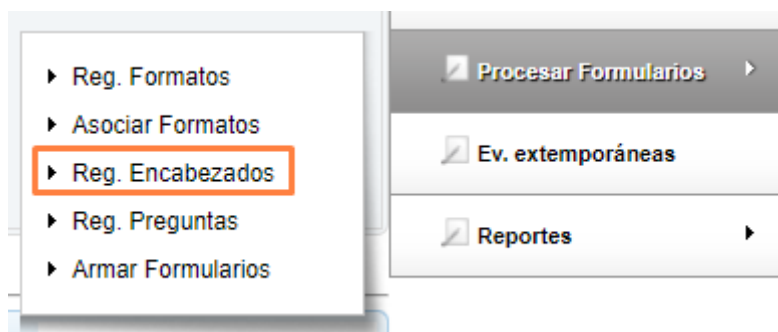 Reg. Formatos
Asociar Formatos
Reg. Encabezados
Reg. Preguntas
Armar Formularios
Procesar Formularios
Ev. extemporáneas
Reportes